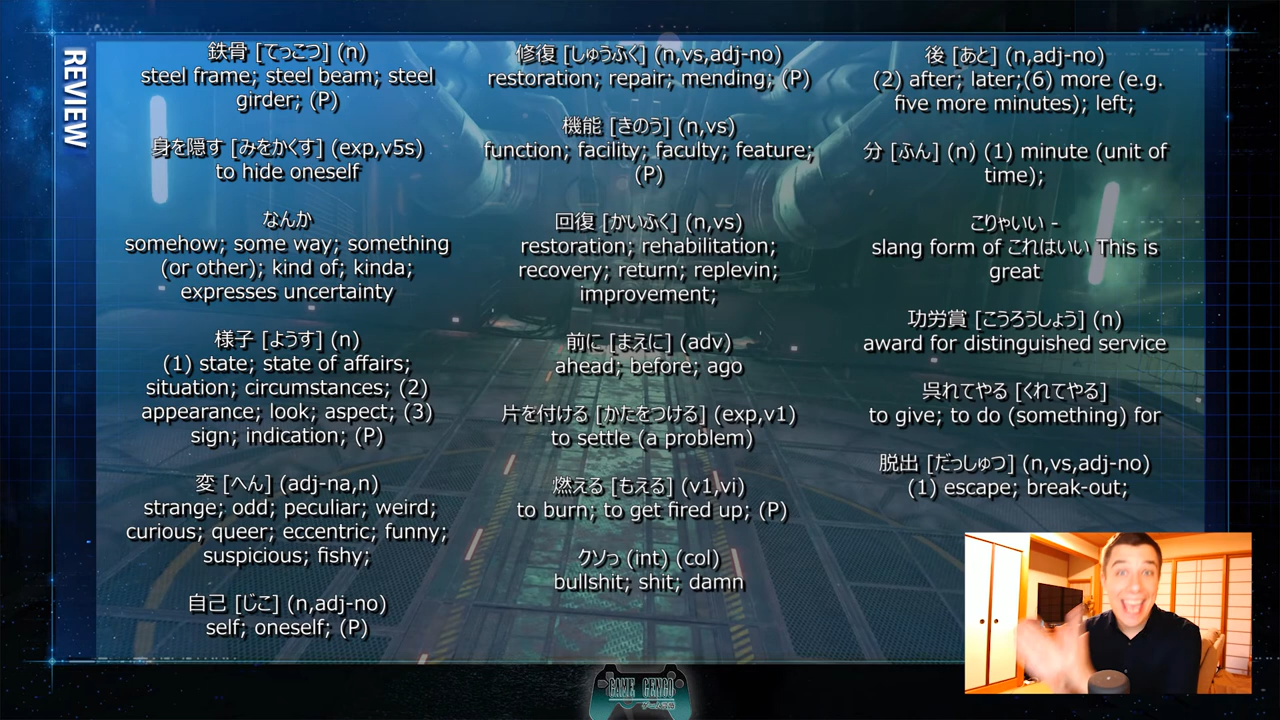 REVIEW
鉄骨 [てっこつ] (n)
steel frame; steel beam; steel
girder; (P)
身を隠す [みをかくす] (exp,v5s)
to hide oneself
なんか
somehow; some way; something
(or other); kind of; kinda;
expresses uncertainty
様子 [ようす] (n)
(1) state; state of affairs;
situation; circumstances; (2)
appearance; look; aspect; (3)
sign; indication; (P)
変 [へん] (adj-na,n)
strange; odd; peculiar; weird;
curious; queer; eccentric; funny;
suspicious; fishy;
自己 [じこ] (n,adj-no)
self; oneself; (P)
修復 [しゅうふく] (n,vs,adj-no)
restoration; repair; mending; (P)
機能 [きのう] (n,vs)
function; facility; faculty; feature;
(P)
回復 [かいふく] (n,vs)
restoration; rehabilitation;
recovery; return; replevin;
improvement;
前に [まえに] (adv)
ahead; before; ago
片を付ける [かたをつける] (exp,v1)
to settle (a problem)
燃える [もえる] (v1,vi)
to burn; to get fired up; (P)
クソっ (int) (col)
bullshit; shit; damn
後 [あと] (n,adj-no)
(2) after; later;(6) more (e.g.
five more minutes); left;
分 [ふん] (n) (1) minute (unit of
time);
こりゃいい -
slang form of これはいい This is
great
功労賞 [こうろうしょう] (n)
award for distinguished service
呉れてやる [くれてやる]
to give; to do (something) for
脱出 [だっしゅつ] (n,vs,adj-no)
(1) escape; break-out;
GAME GENGO